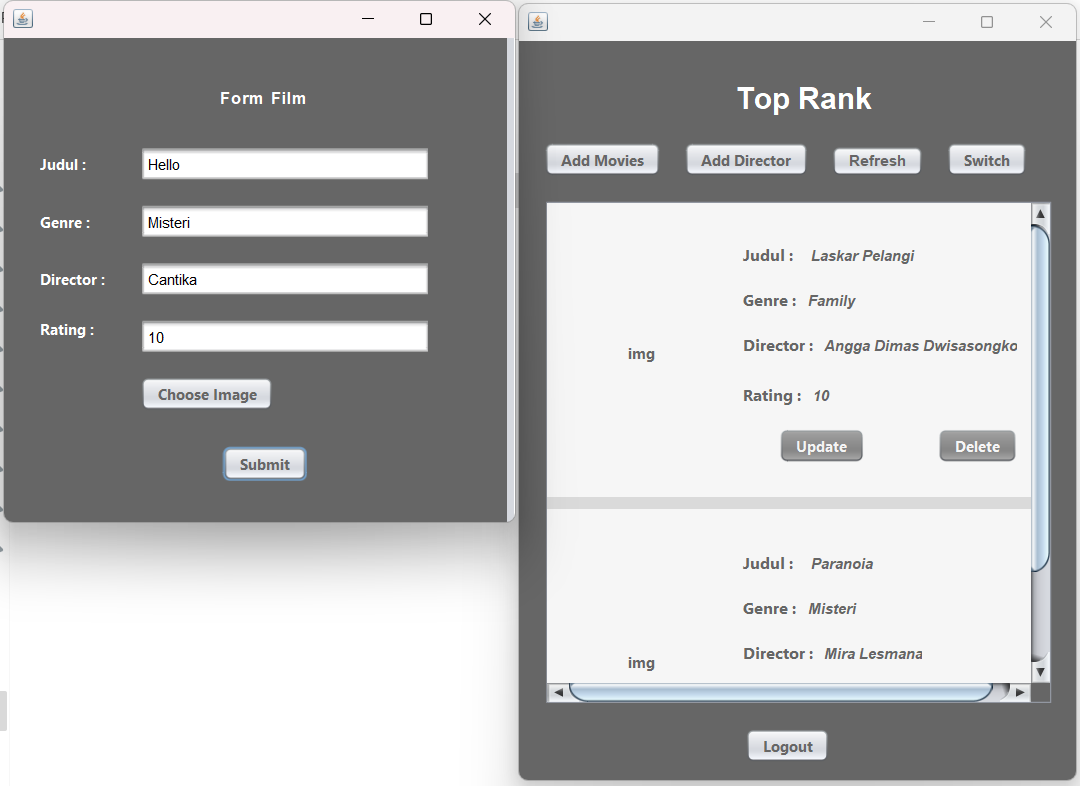 Form Film
Judul : Hello
Genre : Misteri
Director : Cantika
Rating : 10
Choose Image
Submit
Top Rank
Add Movies Add Director Refresh Switch
Judul : Laskar Pelangi
Genre : Family
img
Director : Angga Dimas Dwisasongko
Rating : 10
Update Delete
Judul : Paranoia
Genre : Misteri
Director : Mira Lesmana
img
Logout